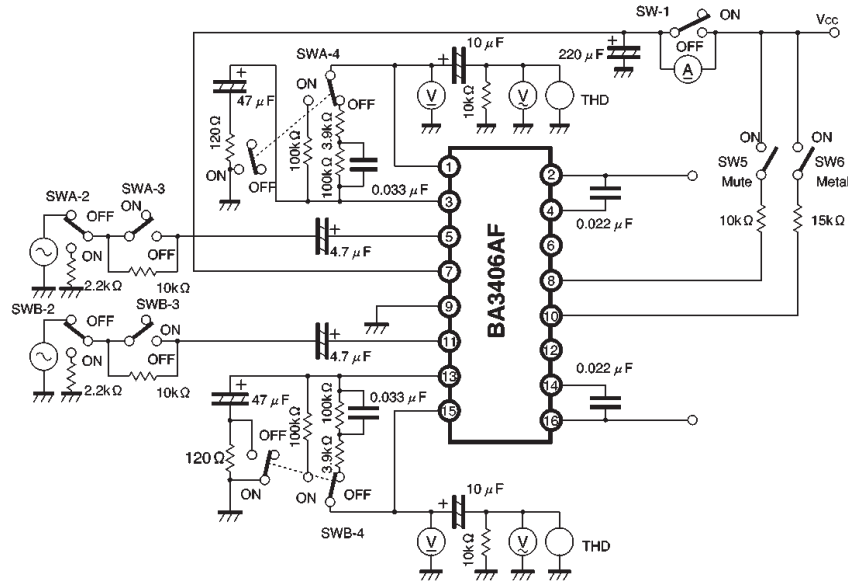 SW-1
ON
OFF
Vcc
A
220 μF
+
SWA-4
10 μF
+
ON
OFF
47 μF
+
120Ω
ON
OFF
100kΩ
3.9kΩ
100kΩ
0.033 μF
V
10kΩ
V
THD
ON
SW5
Mute
10kΩ
ON
SW6
Metal
15kΩ
SWA-2
OFF
ON
2.2kΩ
SWA-3
ON
OFF
10kΩ
+
4.7 μF
SWB-2
OFF
ON
2.2kΩ
SWB-3
ON
OFF
10kΩ
+
4.7 μF
BA3406AF
1
3
5
7
9
11
13
15
2
4
6
8
10
12
14
16
0.022 μF
0.022 μF
47 μF
+
120Ω
OFF
ON
100kΩ
100kΩ
3.9kΩ
0.033 μF
ON
OFF
SWB-4
10 μF
+
V
10kΩ
V
THD